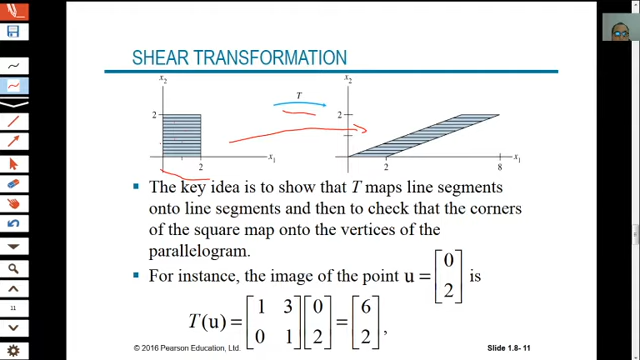 SHEAR TRANSFORMATION
x2
T
x2
2
2
2
x1
2
8
x1
The key idea is to show that T maps line segments
onto line segments and then to check that the corners
of the square map onto the vertices of the
parallelogram.
For instance, the image of the point u = [0 2] is
T(u) = [1 3 0 1] [0 2] = [6 2],
11
© 2016 Pearson Education, Ltd.
Slide 1.8- 11